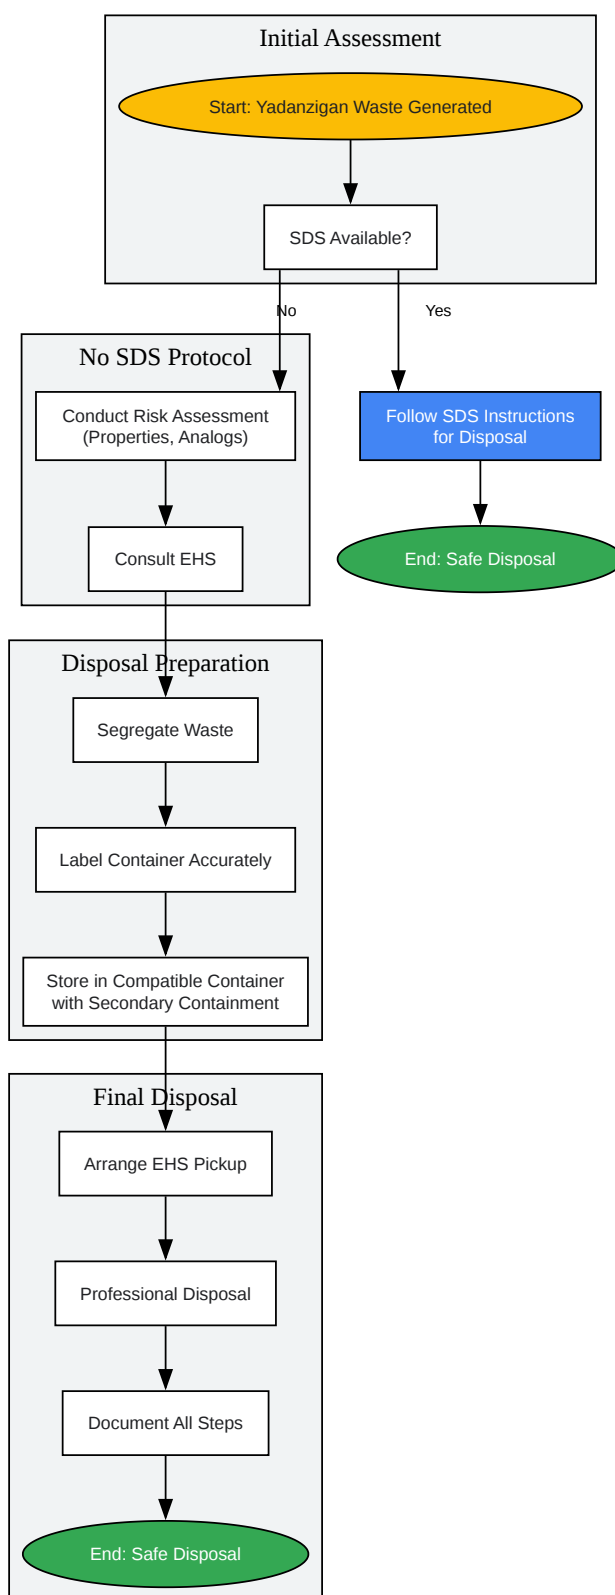 Initial Assessment
Start: Yadanzigan Waste Generated
SDS Available?
No
Yes
No SDS Protocol
Conduct Risk Assessment
(Properties, Analogs)
Follow SDS Instructions
for Disposal
Consult EHS
End: Safe Disposal
Disposal Preparation
Segregate Waste
Label Container Accurately
Store in Compatible Container
with Secondary Containment
Final Disposal
Arrange EHS Pickup
Professional Disposal
Document All Steps
End: Safe Disposal